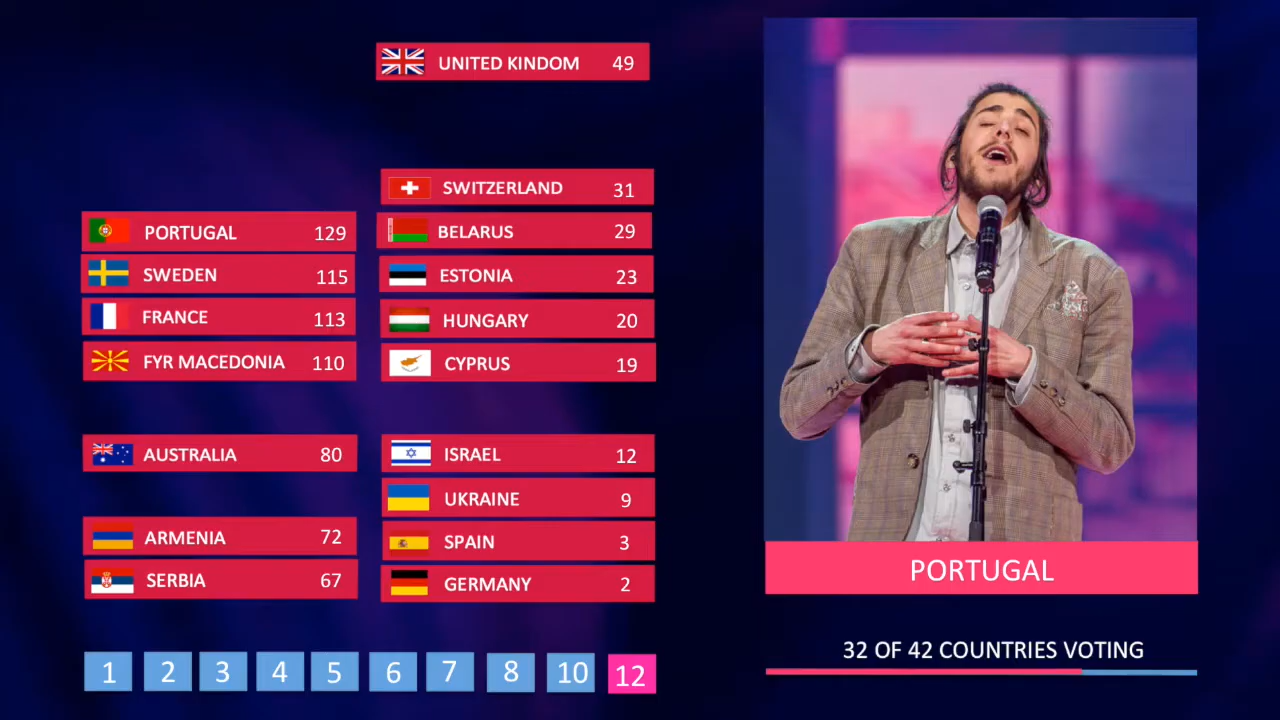 UNITED KINDOM 49
PORTUGAL 129
SWEDEN 115
FRANCE 113
FYR MACEDONIA 110
AUSTRALIA 80
ARMENIA 72
SERBIA 67
SWITZERLAND 31
BELARUS 29
ESTONIA 23
HUNGARY 20
CYPRUS 19
ISRAEL 12
UKRAINE 9
SPAIN 3
GERMANY 2
1 2 3 4 5 6 7 8 10 12
PORTUGAL
32 OF 42 COUNTRIES VOTING